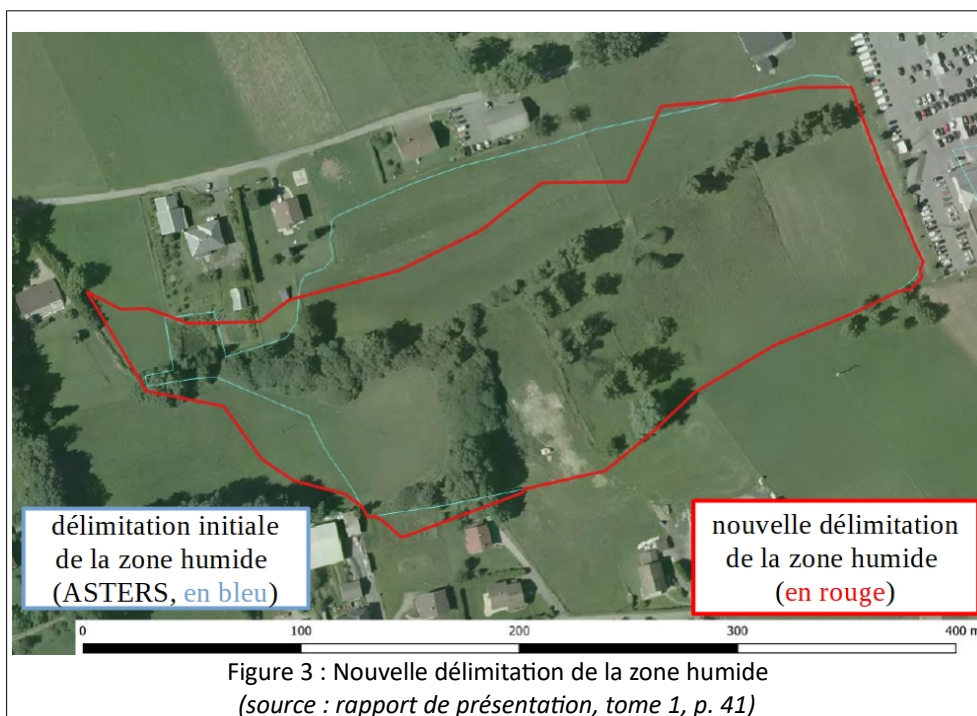 délimitation initiale
de la zone humide
(ASTERS, en bleu)
nouvelle délimitation
de la zone humide
(en rouge)
0 100 200 300 400 m
Figure 3 : Nouvelle délimitation de la zone humide
(source : rapport de présentation, tome 1, p. 41)